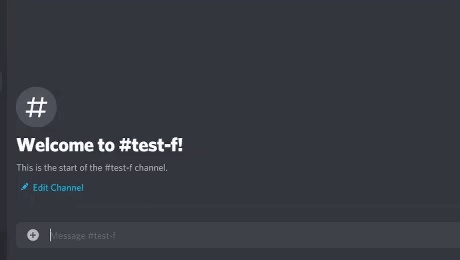 #
Welcome to #test-f!
This is the start of the #test-f channel.
Edit Channel
Message #test-f